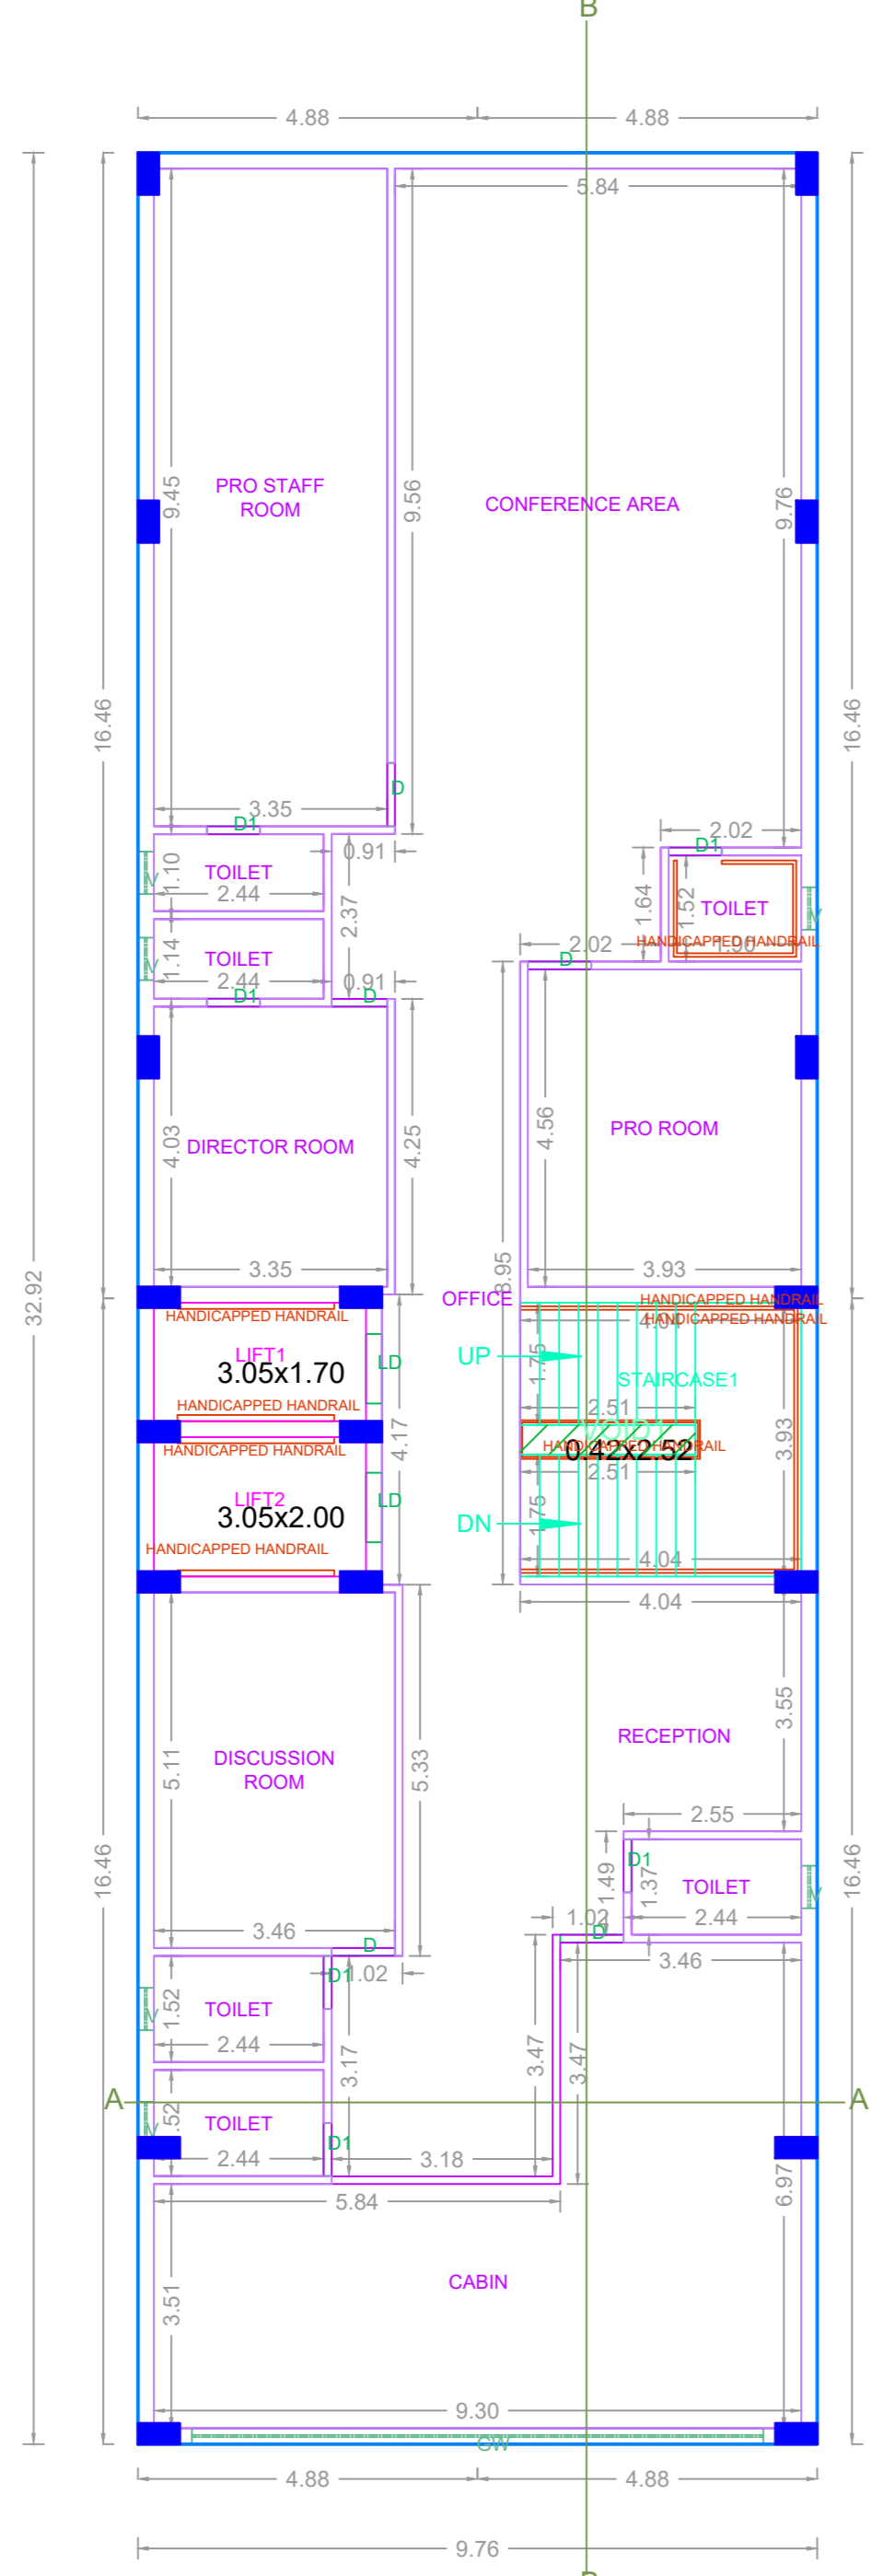 B
4.88
4.88
5.84
9.45
PRO STAFF
ROOM
9.56
CONFERENCE AREA
9.76
16.46
16.46
D
3.35
D1
0.91
2.02
D1
TOILET
1.10
2.44
V
2.37
1.64
1.52
TOILET
V
HANDICAPPED HANDRAIL
1.90
2.02
D
TOILET
1.14
2.44
V
0.91
D1
D
4.03
DIRECTOR ROOM
4.25
4.56
PRO ROOM
3.35
3.93
8.95
32.92
OFFICE
HANDICAPPED HANDRAIL
HANDICAPPED HANDRAIL
HANDICAPPED HANDRAIL
4.04
LIFT1
3.05x1.70
LD
UP
1.75
STAIRCASE1
HANDICAPPED HANDRAIL
2.51
4.17
VOID
HANDICAPPED HANDRAIL
HANDICAPPED HANDRAIL
0.42x2.52
3.93
2.51
LIFT2
3.05x2.00
LD
DN
1.75
HANDICAPPED HANDRAIL
4.04
4.04
5.11
DISCUSSION
ROOM
5.33
RECEPTION
3.55
16.46
16.46
2.55
D1
1.49
1.37
TOILET
V
3.46
D
1.02
D
2.44
3.46
D1
1.02
1.52
TOILET
V
2.44
3.17
3.47
3.47
A
A
.52
TOILET
V
D1
2.44
3.18
6.97
5.84
CABIN
3.51
9.30
GW
4.88
4.88
9.76